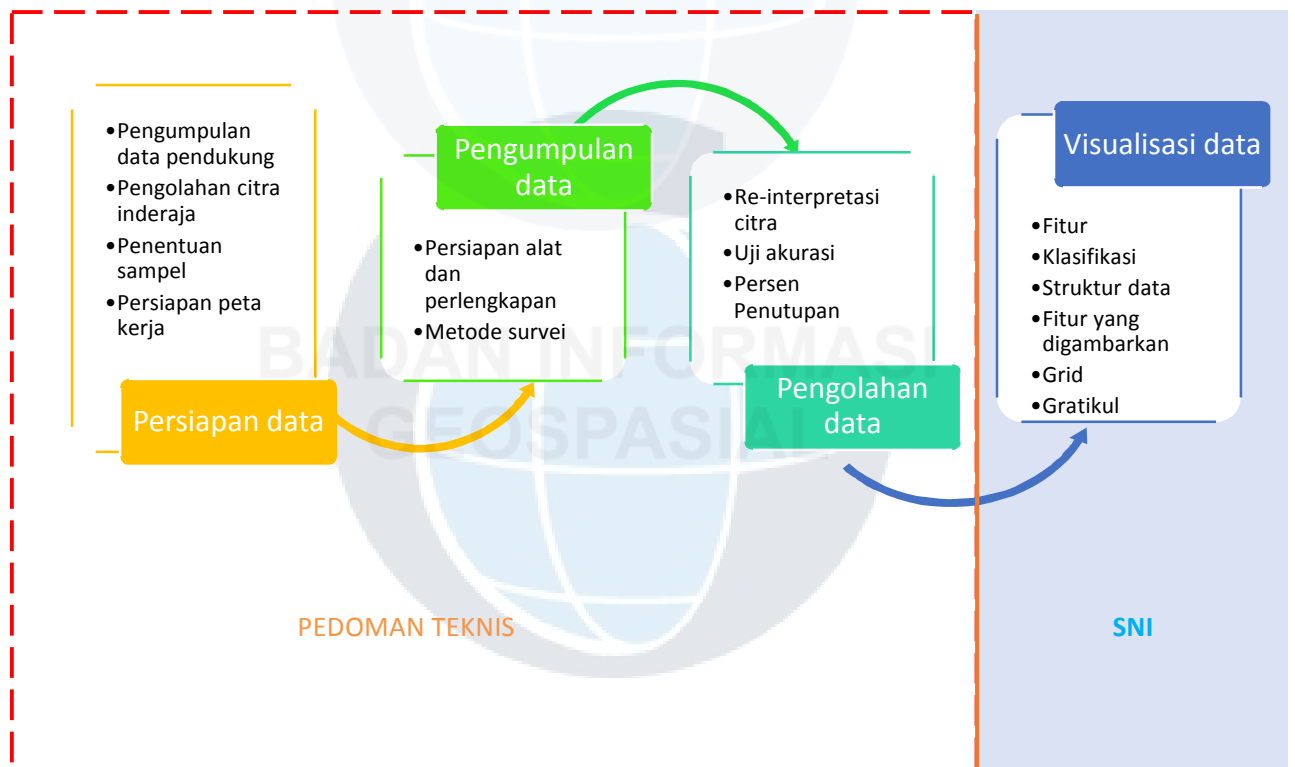 •Pengumpulan
data pendukung
•Pengolahan citra
inderaja
•Penentuan
sampel
•Persiapan peta
kerja
Persiapan data
Pengumpulan
data
•Persiapan alat
dan
perlengkapan
•Metode survei
•Re-interpretasi
citra
•Uji akurasi
•Persen
Penutupan
Pengolahan
data
Visualisasi data
•Fitur
•Klasifikasi
•Struktur data
•Fitur yang
digambarkan
•Grid
•Gratikul
BADAN INFORMASI
GEOSPASIAL
PEDOMAN TEKNIS
SNI